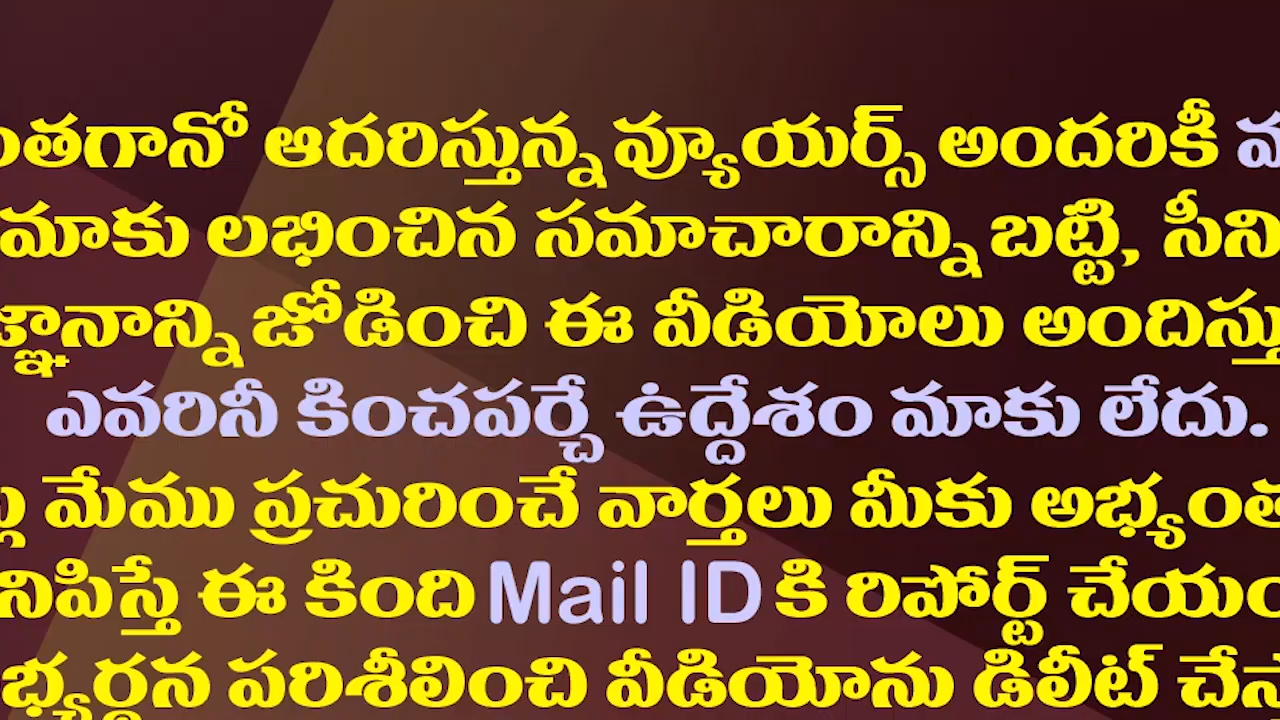 ఆదరిస్తున్న వ్యూయర్స్ అందరికీ
మాకు లభించిన సమాచారాన్ని బట్టి,
జోడించి ఈ వీడియోలు
ఎవరినీ కించపర్చే ఉద్దేశం మాకు లేదు.
మేము ప్రచురించే వార్తలు మీకు
ఈ కింది Mail ID కి రిపోర్ట్
పరిశీలించి వీడియోను డిలీట్